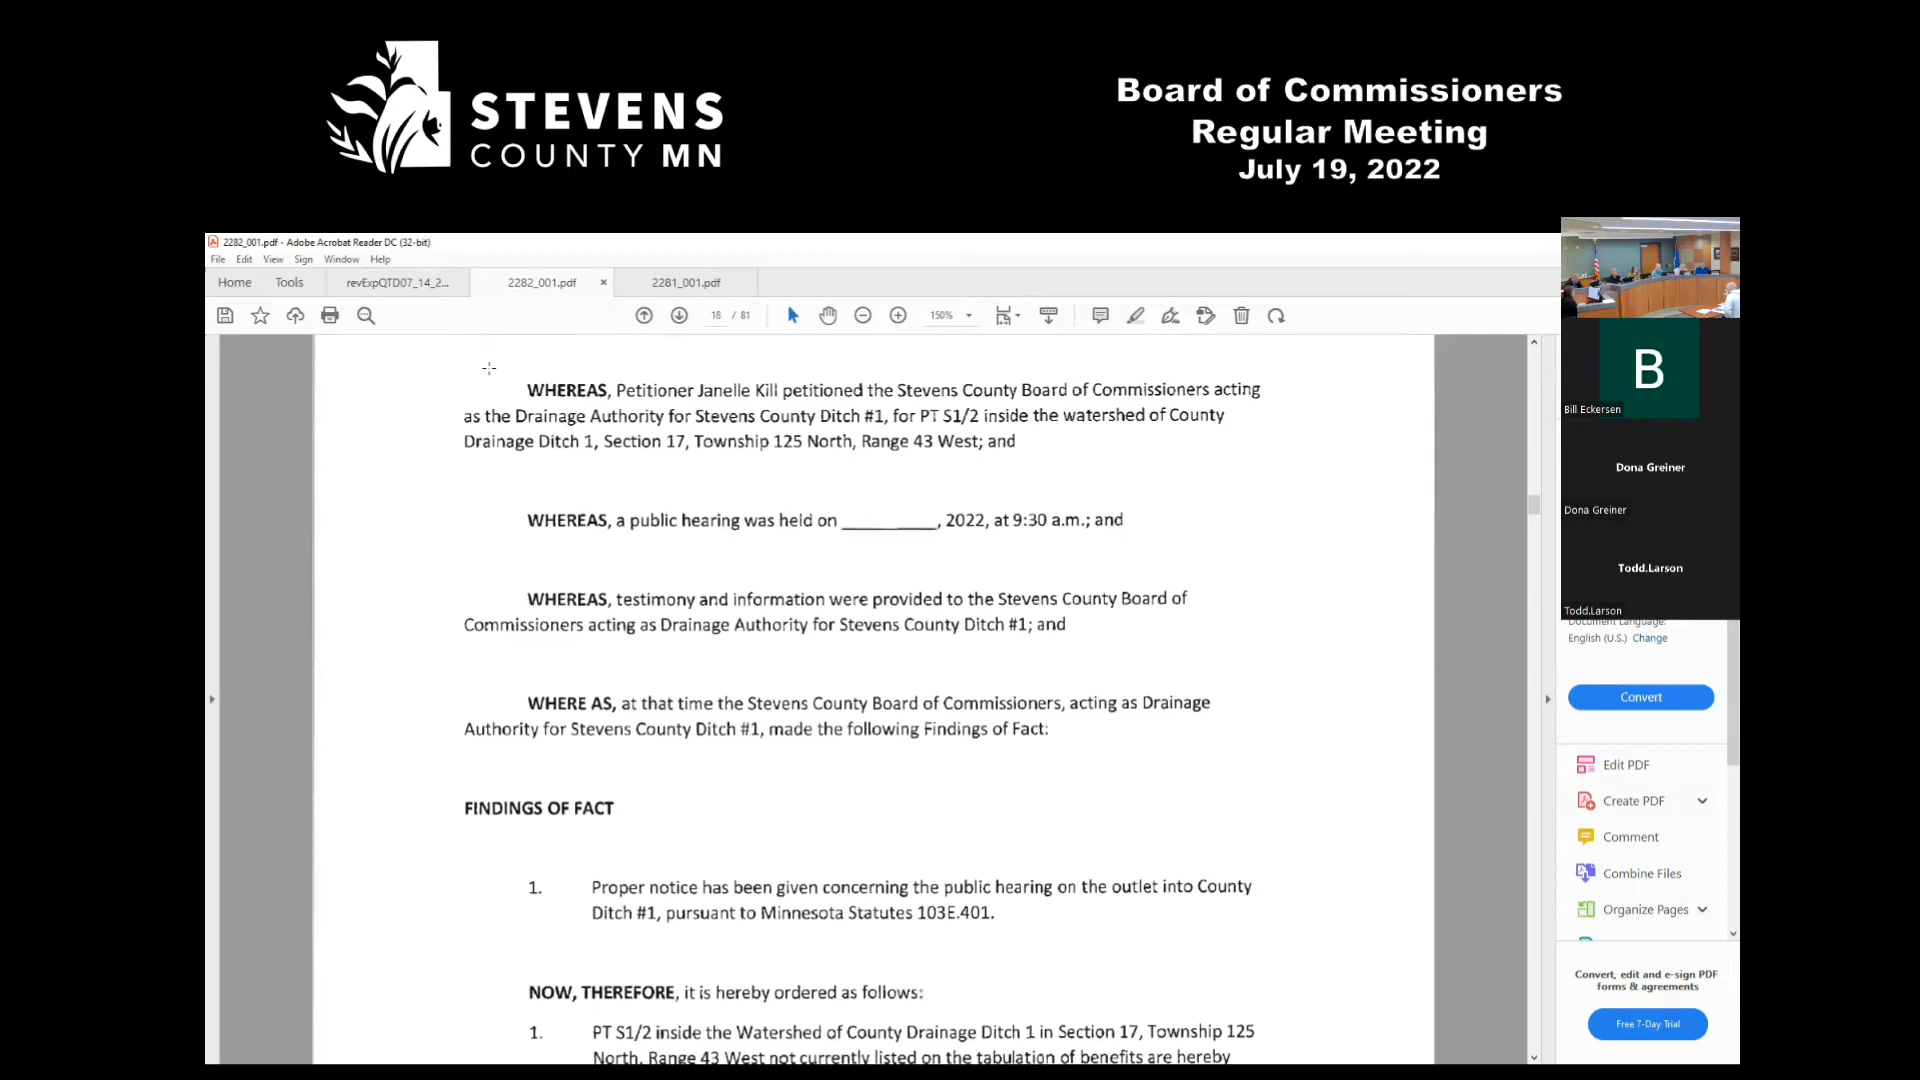 STEVENS
COUNTY MN
Board of Commissioners
Regular Meeting
July 19, 2022
2282_001.pdf - Adobe Acrobat Reader DC (32-bit)
File Edit View Sign Window Help
Home Tools revExpQTD07_14_2... 2282_001.pdf × 2281_001.pdf
18 / 81 150%
WHEREAS, Petitioner Janelle Kill petitioned the Stevens County Board of Commissioners acting
as the Drainage Authority for Stevens County Ditch #1, for PT S1/2 inside the watershed of County
Drainage Ditch 1, Section 17, Township 125 North, Range 43 West; and
WHEREAS, a public hearing was held on __________, 2022, at 9:30 a.m.; and
WHEREAS, testimony and information were provided to the Stevens County Board of
Commissioners acting as Drainage Authority for Stevens County Ditch #1; and
WHERE AS, at that time the Stevens County Board of Commissioners, acting as Drainage
Authority for Stevens County Ditch #1, made the following Findings of Fact:
FINDINGS OF FACT
1. Proper notice has been given concerning the public hearing on the outlet into County
Ditch #1, pursuant to Minnesota Statutes 103E.401.
NOW, THEREFORE, it is hereby ordered as follows:
1. PT S1/2 inside the Watershed of County Drainage Ditch 1 in Section 17, Township 125
North, Range 43 West not currently listed on the tabulation of benefits are hereby
B
Bill Eckersen
Dona Greiner
Dona Greiner
Todd.Larson
Todd.Larson
Document Language:
English (U.S.) Change
Convert
Edit PDF
Create PDF
Comment
Combine Files
Organize Pages
Convert, edit and e-sign PDF
forms & agreements
Free 7-Day Trial